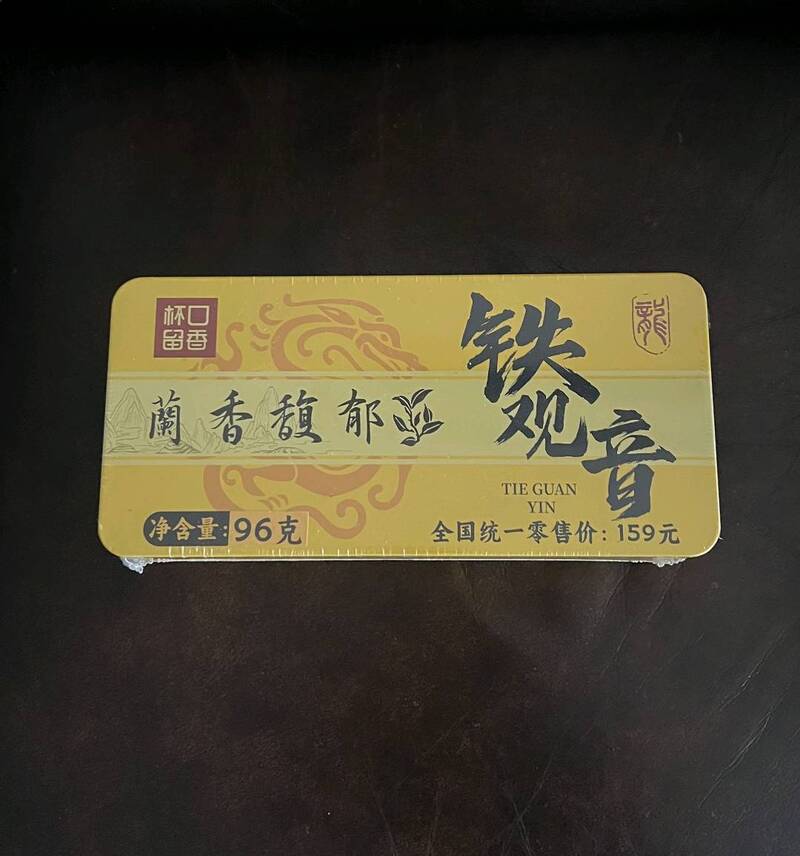 杯口
留香
蘭香馥郁
铁观音
TIE GUAN
YIN
龍
净含量:96克
全国统一零售价:159元